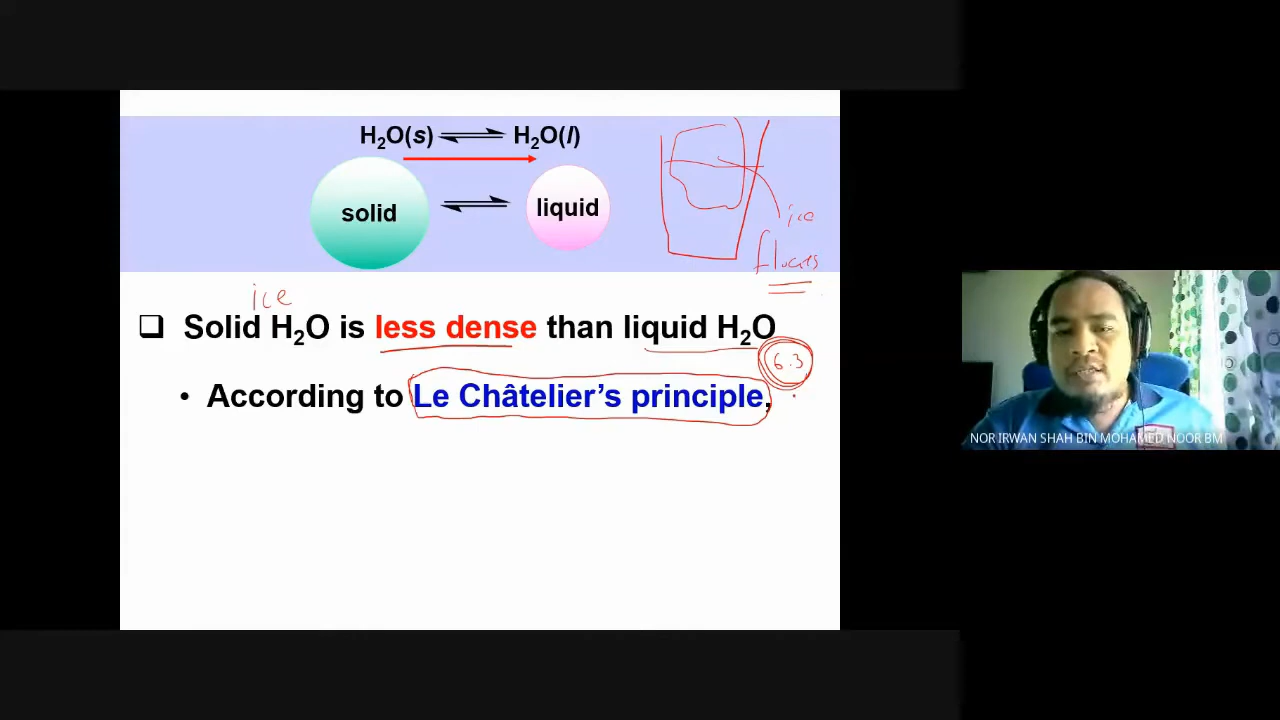 H₂O(s) ⇌ H₂O(l)
solid ⇌ liquid
ice
floats
ice
❑ Solid H₂O is less dense than liquid H₂O
6.3
• According to Le Châtelier's principle,
NOR IRWAN SHAH BIN MOHAMED NOOR BM